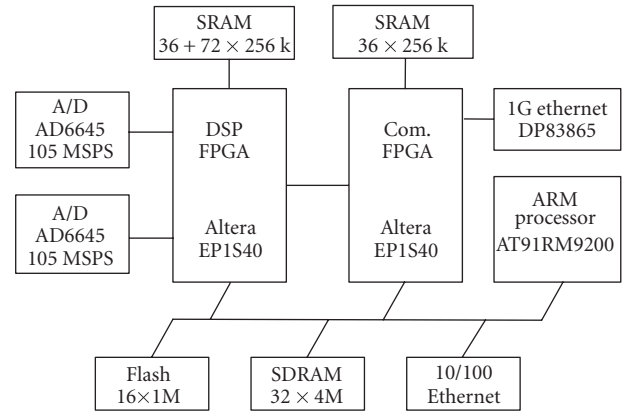 SRAM
36 + 72 × 256 k
SRAM
36 × 256 k
A/D
AD6645
105 MSPS
DSP
FPGA
Altera
EP1S40
Com.
FPGA
Altera
EP1S40
1G ethernet
DP83865
A/D
AD6645
105 MSPS
ARM
processor
AT91RM9200
Flash
16×1M
SDRAM
32 × 4M
10/100
Ethernet